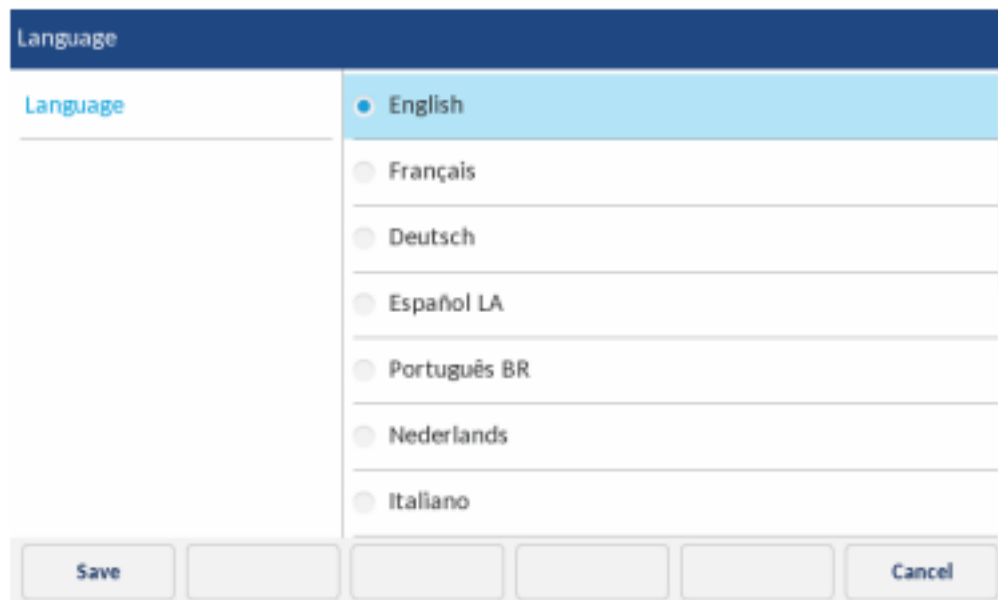 Language
Language
English
Français
Deutsch
Español LA
Português BR
Nederlands
Italiano
Save
Cancel